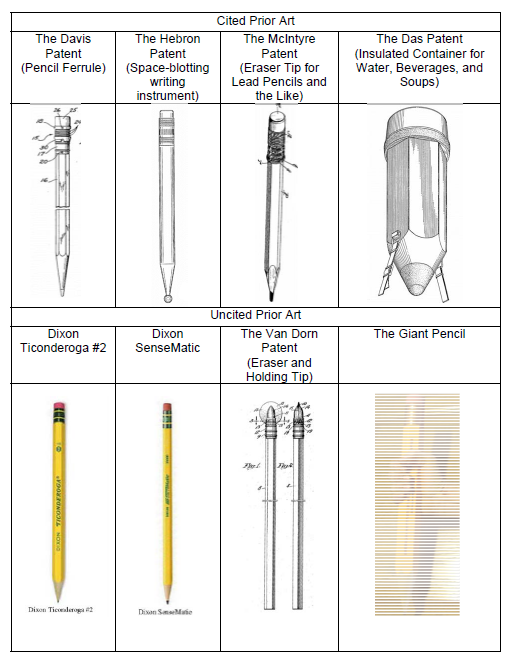 Cited Prior Art
The Davis
Patent
(Pencil Ferrule)
The Hebron
Patent
(Space-blotting
writing
instrument)
The McIntyre
Patent
(Eraser Tip for
Lead Pencils and
the Like)
The Das Patent
(Insulated Container for
Water, Beverages, and
Soups)
Uncited Prior Art
Dixon
Ticonderoga #2
Dixon
SenseMatic
The Van Dorn
Patent
(Eraser and
Holding Tip)
The Giant Pencil
DIXON TICONDEROGA
Dixon Ticonderoga #2
Dixon SenseMatic